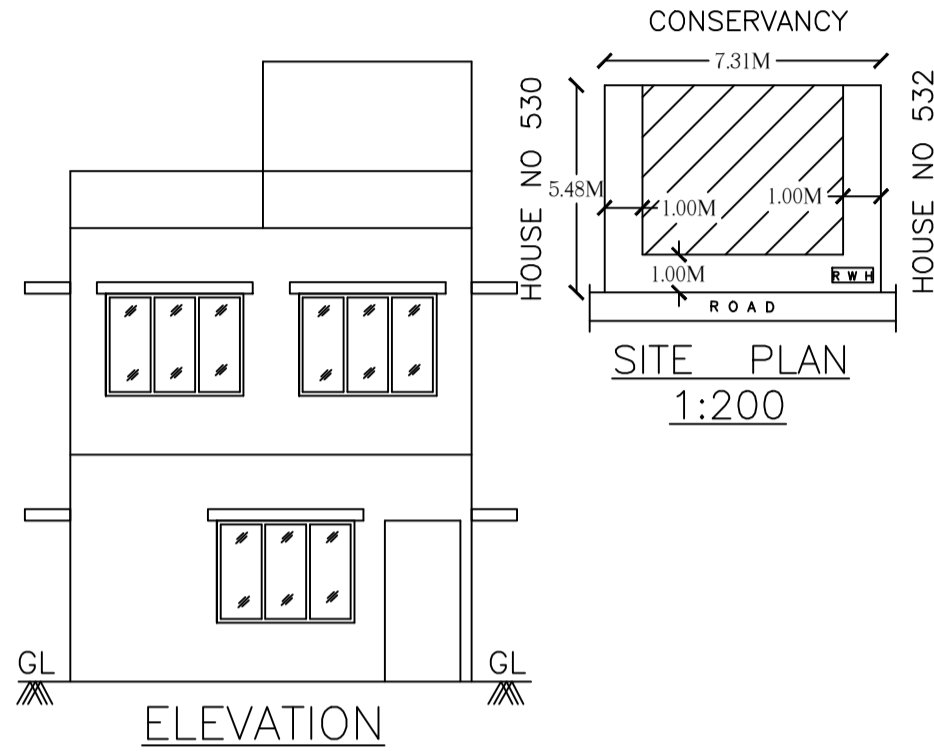 CONSERVANCY
7.31M
HOUSE NO 530
HOUSE NO 532
5.48M
1.00M
1.00M
1.00M
RWH
ROAD
SITE PLAN
1:200
GL
GL
ELEVATION